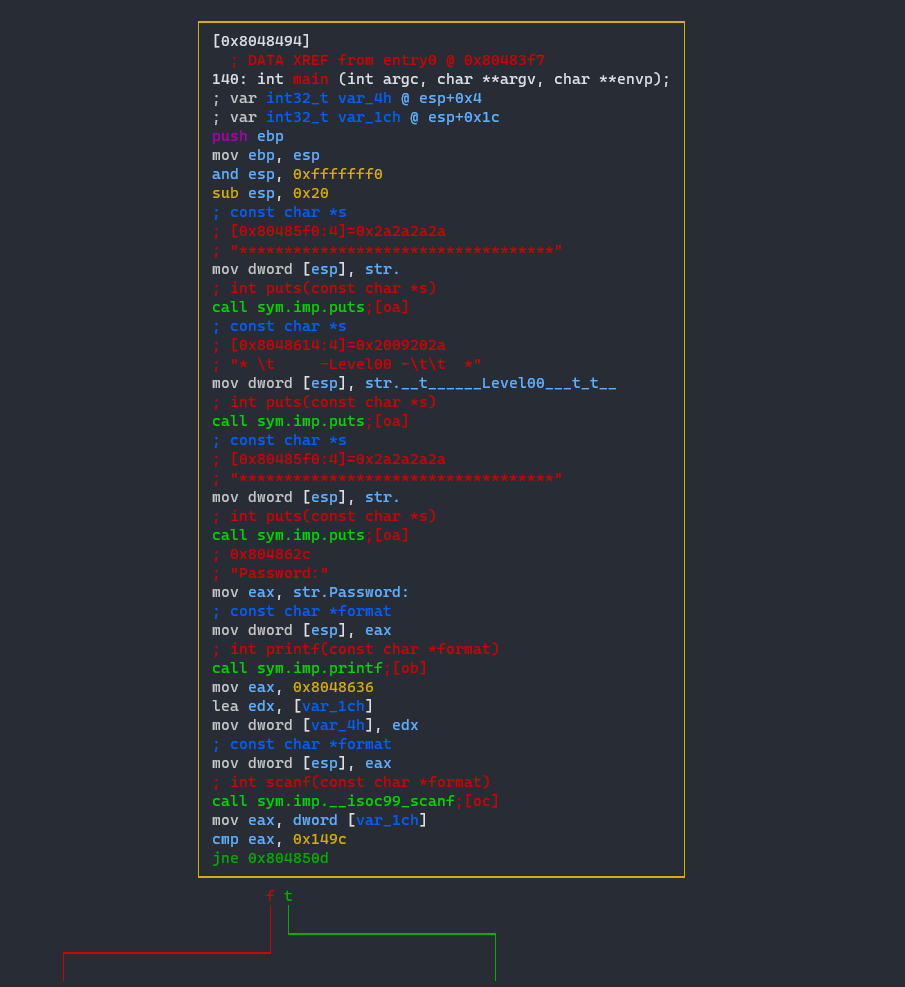 [0x8048494]
; DATA XREF from entry0 @ 0x80483f7
140: int main (int argc, char **argv, char **envp);
; var int32_t var_4h @ esp+0x4
; var int32_t var_1ch @ esp+0x1c
push ebp
mov ebp, esp
and esp, 0xfffffff0
sub esp, 0x20
; const char *s
; [0x80485f0:4]=0x2a2a2a2a
; "***********************************"
mov dword [esp], str.
; int puts(const char *s)
call sym.imp.puts;[oa]
; const char *s
; [0x8048614:4]=0x2009202a
; "* \t     -Level00 -\t\t  *"
mov dword [esp], str.__t______Level00___t_t__
; int puts(const char *s)
call sym.imp.puts;[oa]
; const char *s
; [0x80485f0:4]=0x2a2a2a2a
; "***********************************"
mov dword [esp], str.
; int puts(const char *s)
call sym.imp.puts;[oa]
; 0x804862c
; "Password:"
mov eax, str.Password:
; const char *format
mov dword [esp], eax
; int printf(const char *format)
call sym.imp.printf;[ob]
mov eax, 0x8048636
lea edx, [var_1ch]
mov dword [var_4h], edx
; const char *format
mov dword [esp], eax
; int scanf(const char *format)
call sym.imp.__isoc99_scanf;[oc]
mov eax, dword [var_1ch]
cmp eax, 0x149c
jne 0x804850d
f t